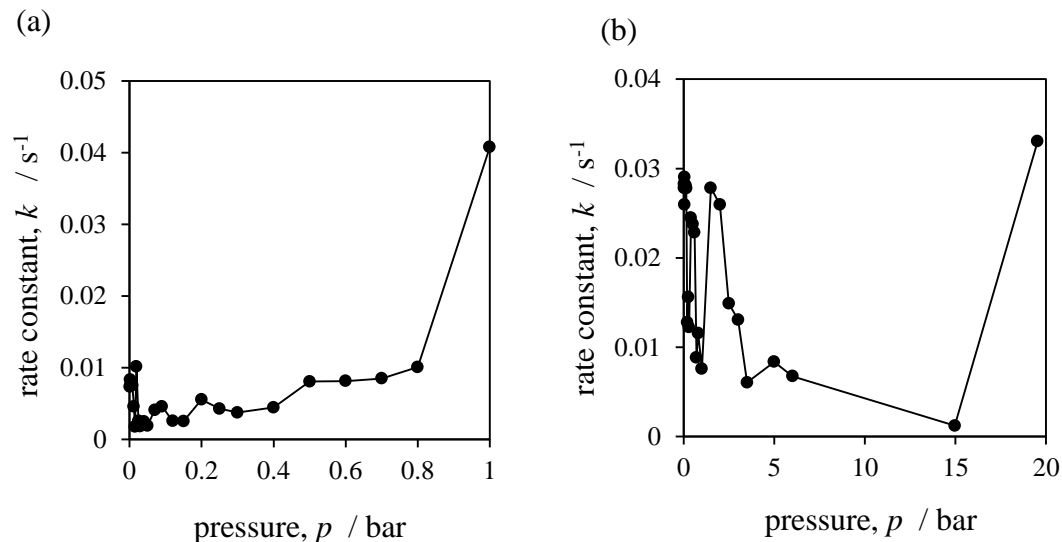 (a)
0.05
0.04
0.03
0.02
0.01
0
0 0.2 0.4 0.6 0.8 1
rate constant, k / s-1
pressure, p / bar
(b)
0.04
0.03
0.02
0.01
0
0 5 10 15 20
rate constant, k / s-1
pressure, p / bar